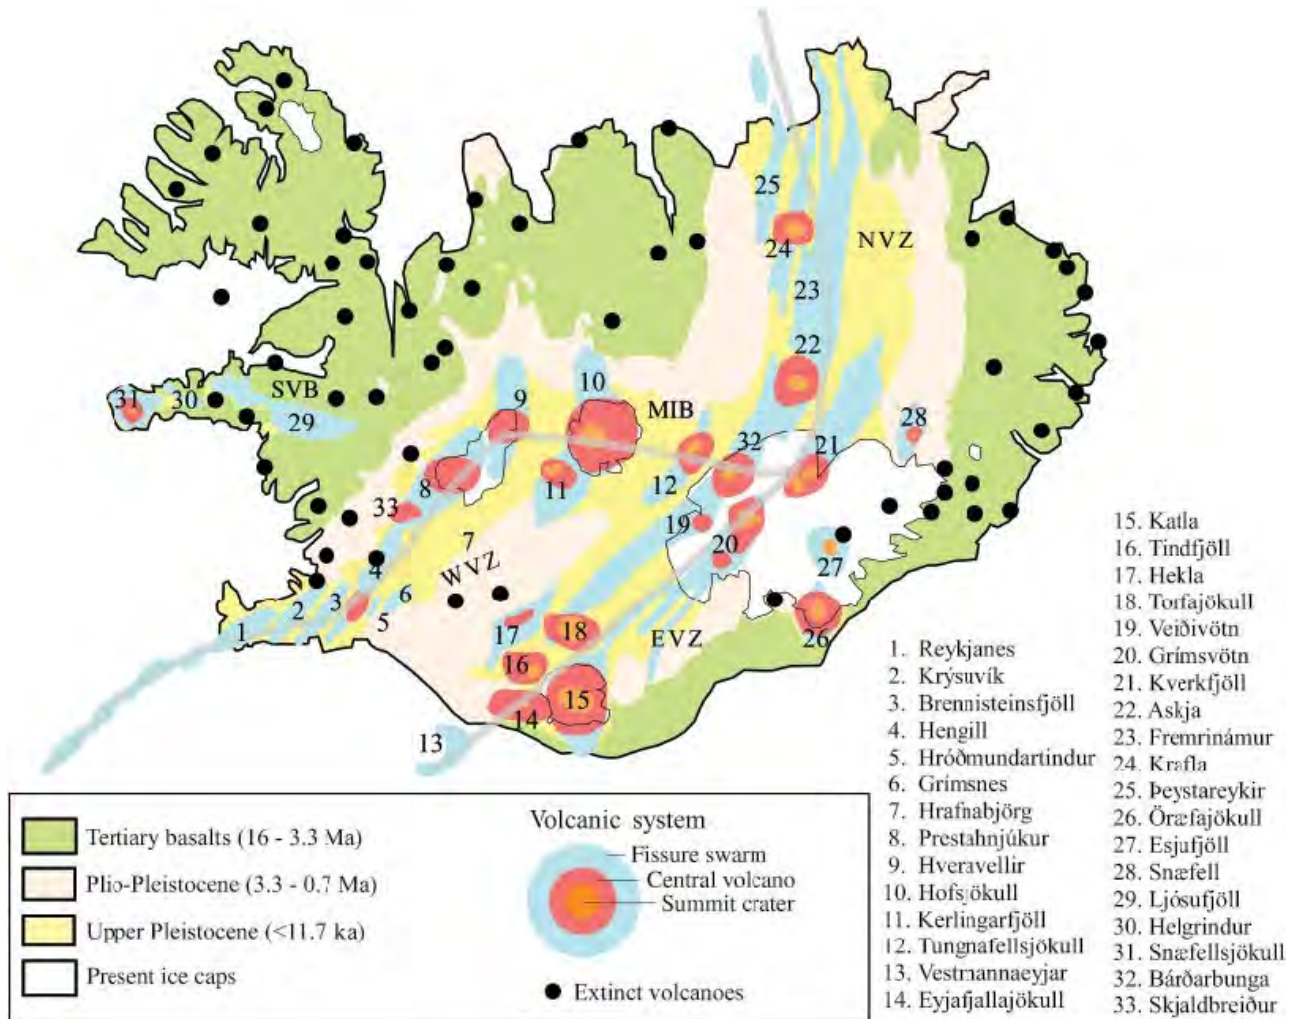 25
24
NVZ
23
22
10
SVB
31
30
9
MIB
29
28
32
21
8
11
12
33
19
7
20
WVZ
4
27
6
2
3
5
1
17
18
EVZ
26
16
15
14
13
Tertiary basalts (16 - 3.3 Ma)
Plio-Pleistocene (3.3 - 0.7 Ma)
Upper Pleistocene (<11.7 ka)
Present ice caps
Volcanic system
Fissure swarm
Central volcano
Summit crater
Extinct volcanoes
1. Reykjanes
2. Krýsuvík
3. Brennisteinsfjöll
4. Hengill
5. Hróðmundartindur
6. Grímsnes
7. Hrafnabjörg
8. Prestahnjúkur
9. Hveravellir
10. Hofsjökull
11. Kerlingarfjöll
12. Tungnafellsjökull
13. Vestmannaeyjar
14. Eyjafjallajökull
15. Katla
16. Tindfjöll
17. Hekla
18. Torfajökull
19. Veiðivötn
20. Grímsvötn
21. Kverkfjöll
22. Askja
23. Fremrinámur
24. Krafla
25. Þeystareykir
26. Öræfajökull
27. Esjufjöll
28. Snæfell
29. Ljósufjöll
30. Helgrindur
31. Snæfellsjökull
32. Bárðarbunga
33. Skjaldbreiður